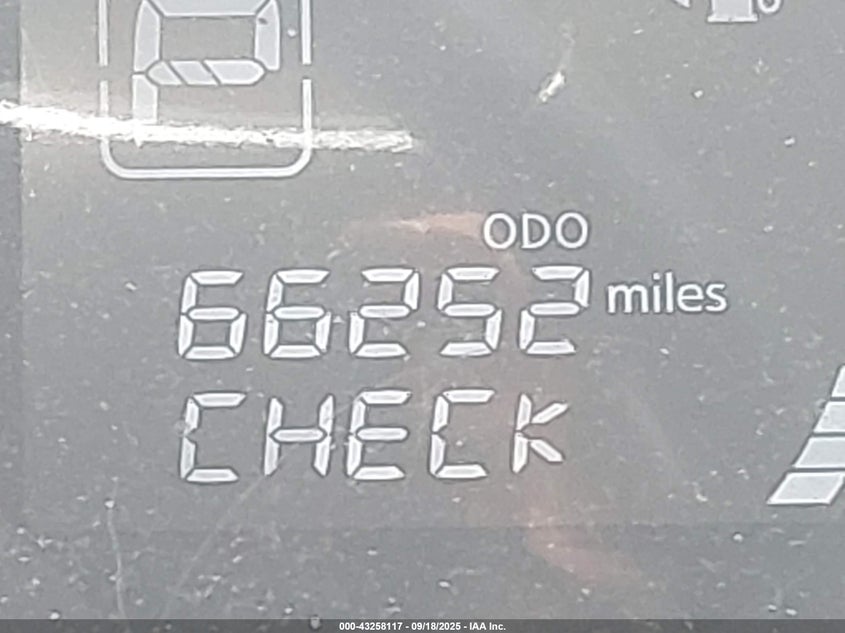 P
ODO
66252 miles
CHECK
000-43258117 - 09/18/2025 - IAA Inc.